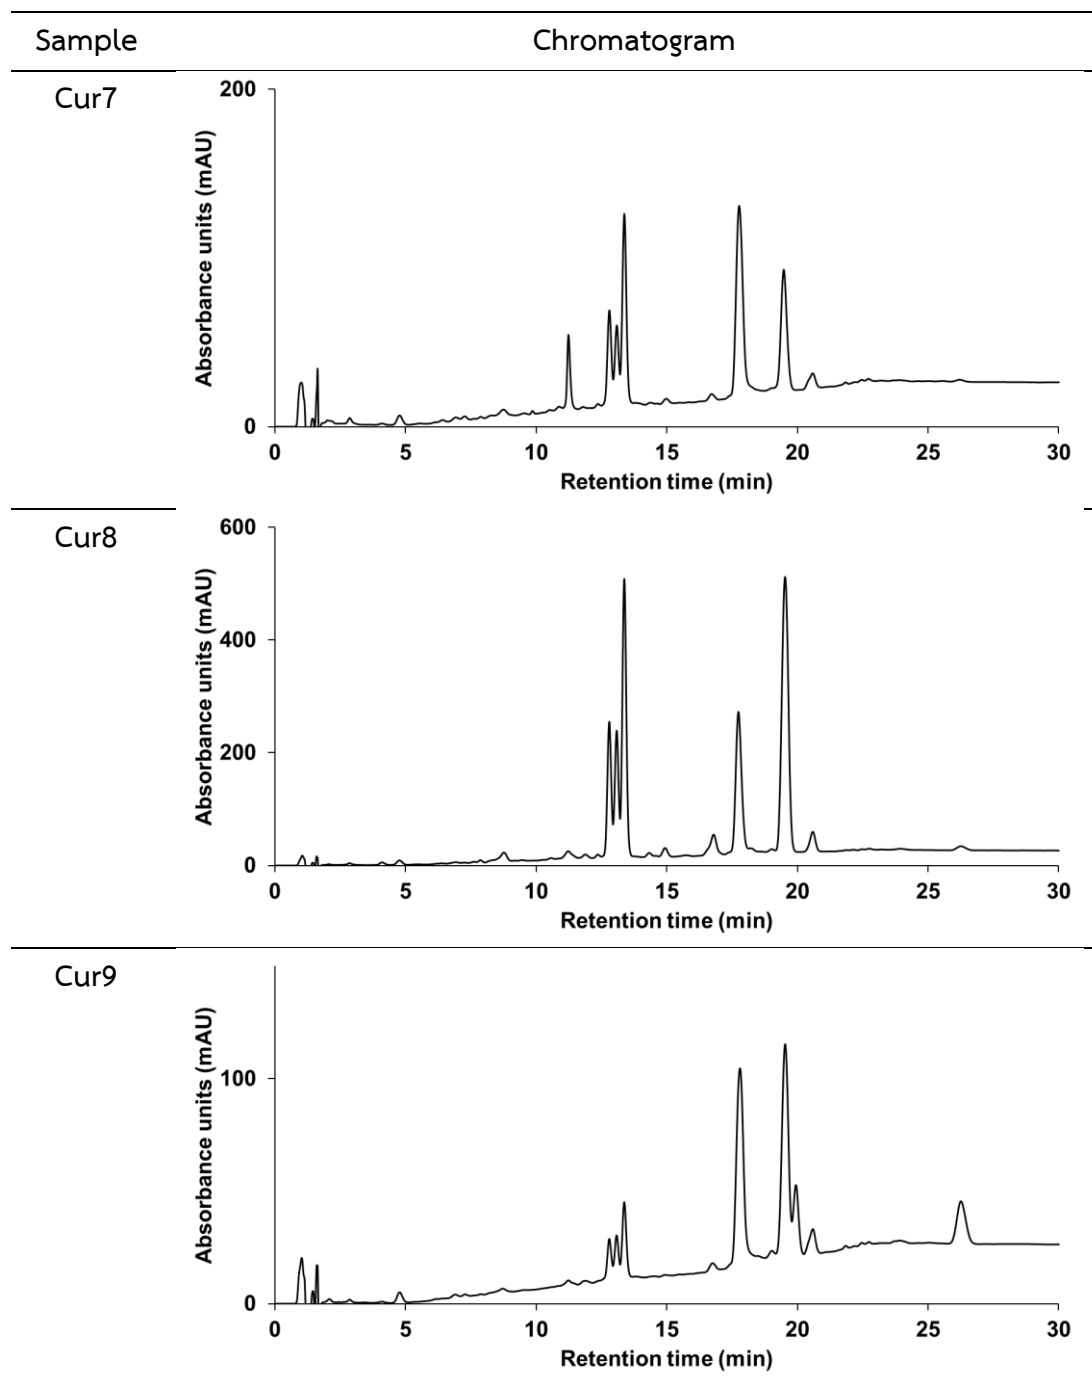 Sample Chromatogram
Cur7
200
0
Absorbance units (mAU)
0 5 10 15 20 25 30
Retention time (min)
Cur8
600
400
200
0
Absorbance units (mAU)
0 5 10 15 20 25 30
Retention time (min)
Cur9
100
0
Absorbance units (mAU)
0 5 10 15 20 25 30
Retention time (min)